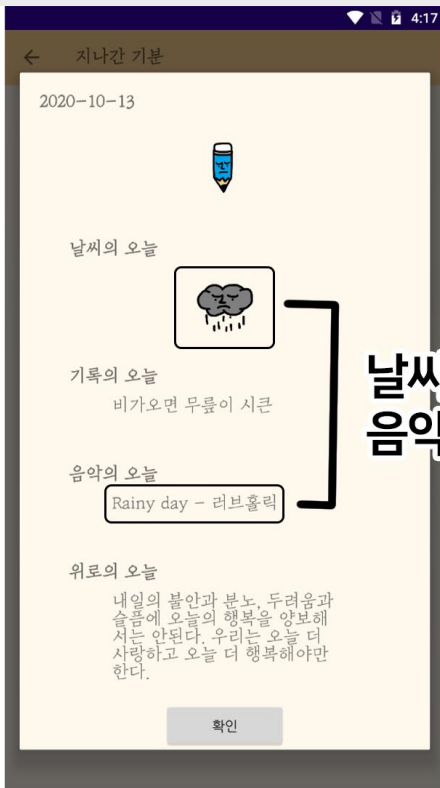 4:17
지나간 기분
2020-10-13
날씨의 오늘
기록의 오늘
비가오면 무릎이 시큰
음악의 오늘
Rainy day - 러브홀릭
위로의 오늘
내일의 불안과 분노, 두려움과
슬픔에 오늘의 행복을 양보해
서는 안된다. 우리는 오늘 더
사랑하고 오늘 더 행복해야만
한다.
확인
날씨
음악